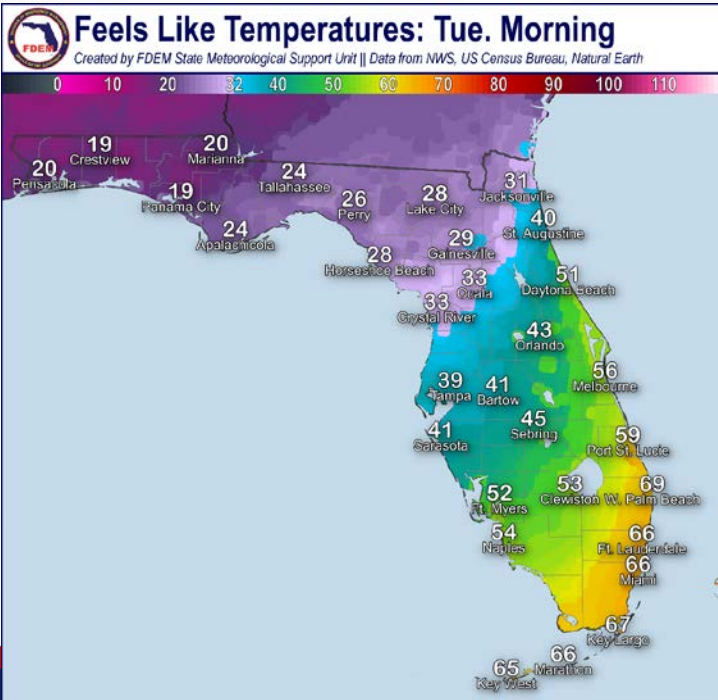 Feels Like Temperatures: Tue. Morning
FDEM
Created by FDEM State Meteorological Support Unit || Data from NWS, US Census Bureau, Natural Earth
0 10 20 32 40 50 60 70 80 90 100 110
19
Crestview
20
Marianna
20
Pensacola
19
Panama City
24
Tallahassee
24
Apalachicola
26
Perry
28
Lake City
31
Jacksonville
40
St. Augustine
29
Gainesville
28
Horseshoe Beach
33
Ocala
51
Daytona Beach
33
Crystal River
43
Orlando
56
Melbourne
39
Tampa
41
Bartow
41
Sarasota
45
Sebring
59
Port St. Lucie
52
Ft. Myers
53
Clewiston
69
W. Palm Beach
54
Naples
66
Ft. Lauderdale
66
Miami
67
Key Largo
66
Marathon
65
Key West